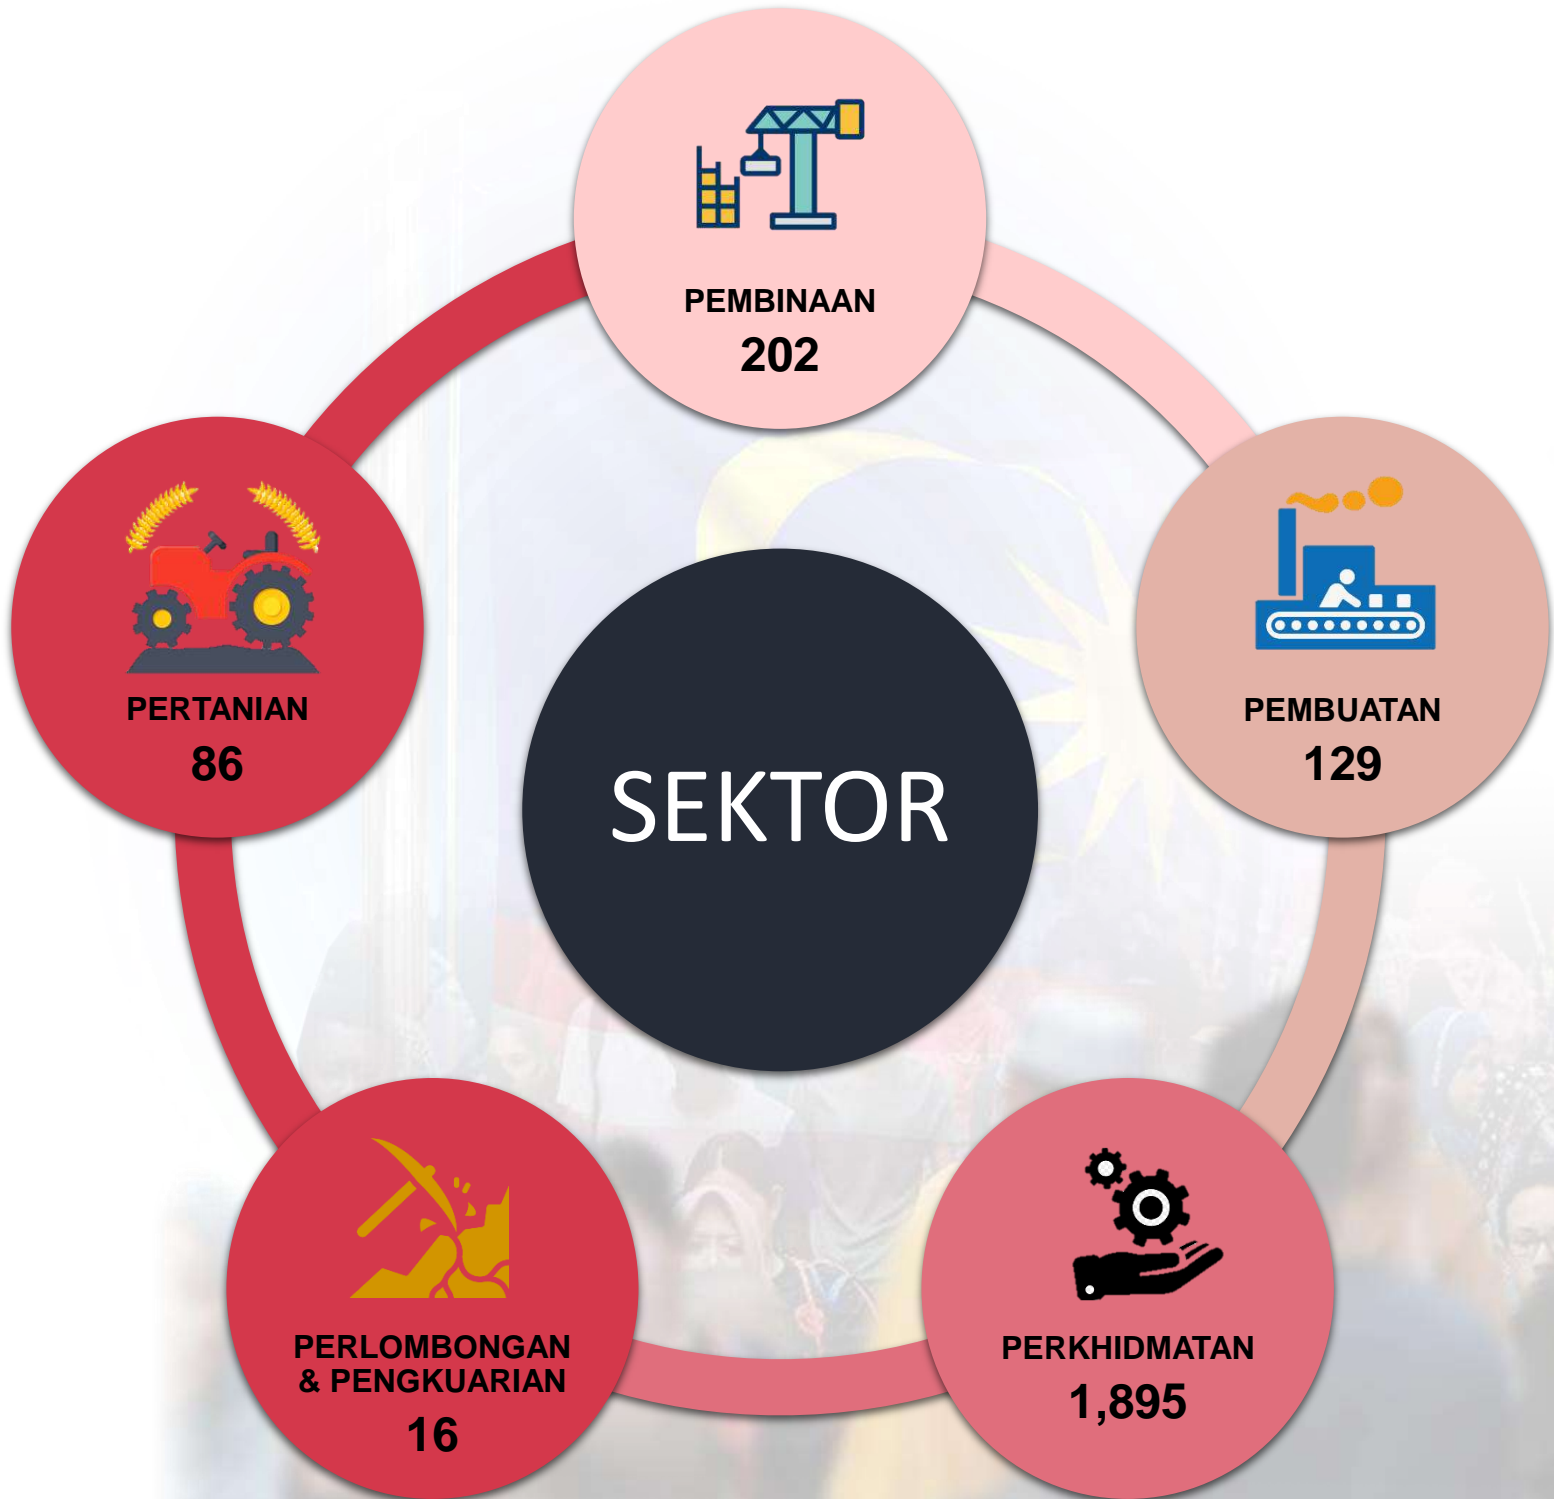 PEMBINAAN
202
PERTANIAN
86
PEMBUATAN
129
SEKTOR
PERLOMBONGAN
& PENGKUARIAN
16
PERKHIDMATAN
1,895